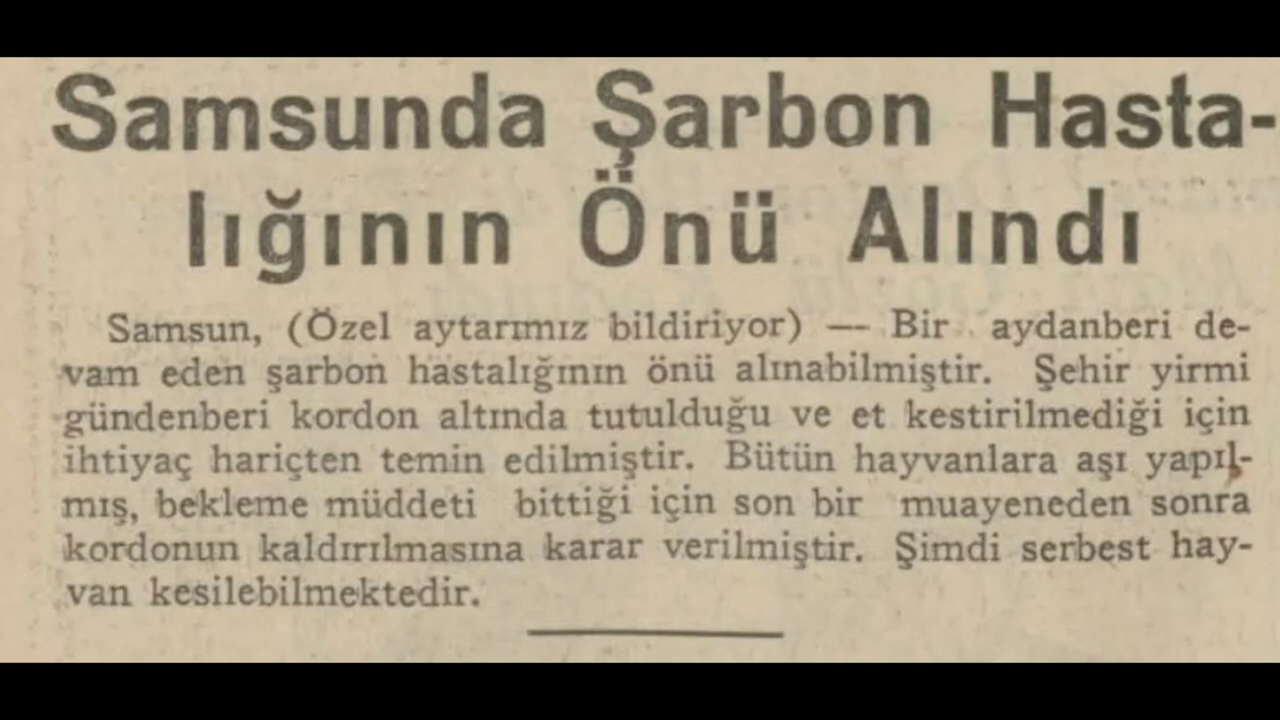 Samsunda Şarbon Hasta-
lığının Önü Alındı
Samsun, (Özel aytarımız bildiriyor) — Bir aydanberi de-
vam eden şarbon hastalığının önü alınabilmiştir. Şehir yirmi
gündenberi kordon altında tutulduğu ve et kestirilmediği için
ihtiyaç hariçten temin edilmiştir. Bütün hayvanlara aşı yapıl-
mış, bekleme müddeti bittiği için son bir muayeneden sonra
kordonun kaldırılmasına karar verilmiştir. Şimdi serbest hay-
van kesilebilmektedir.